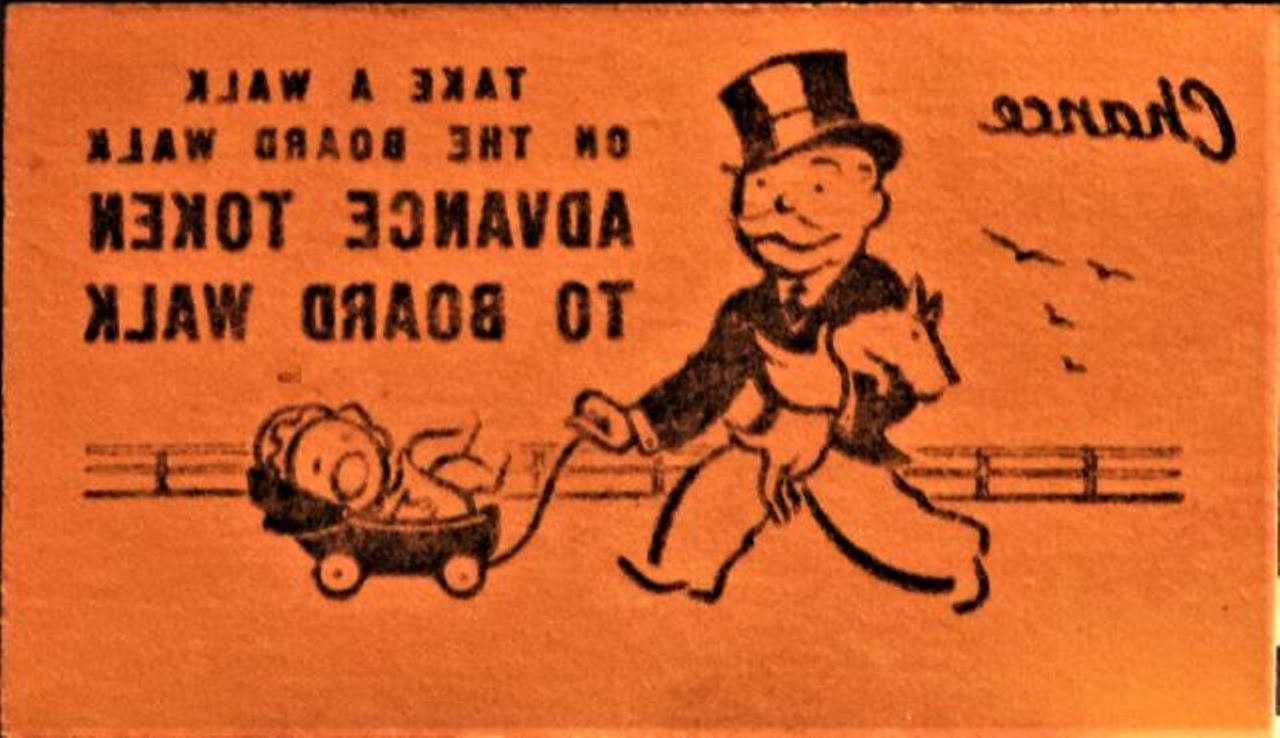 Chance
TAKE A WALK
ON THE BOARD WALK
ADVANCE TOKEN
TO BOARD WALK